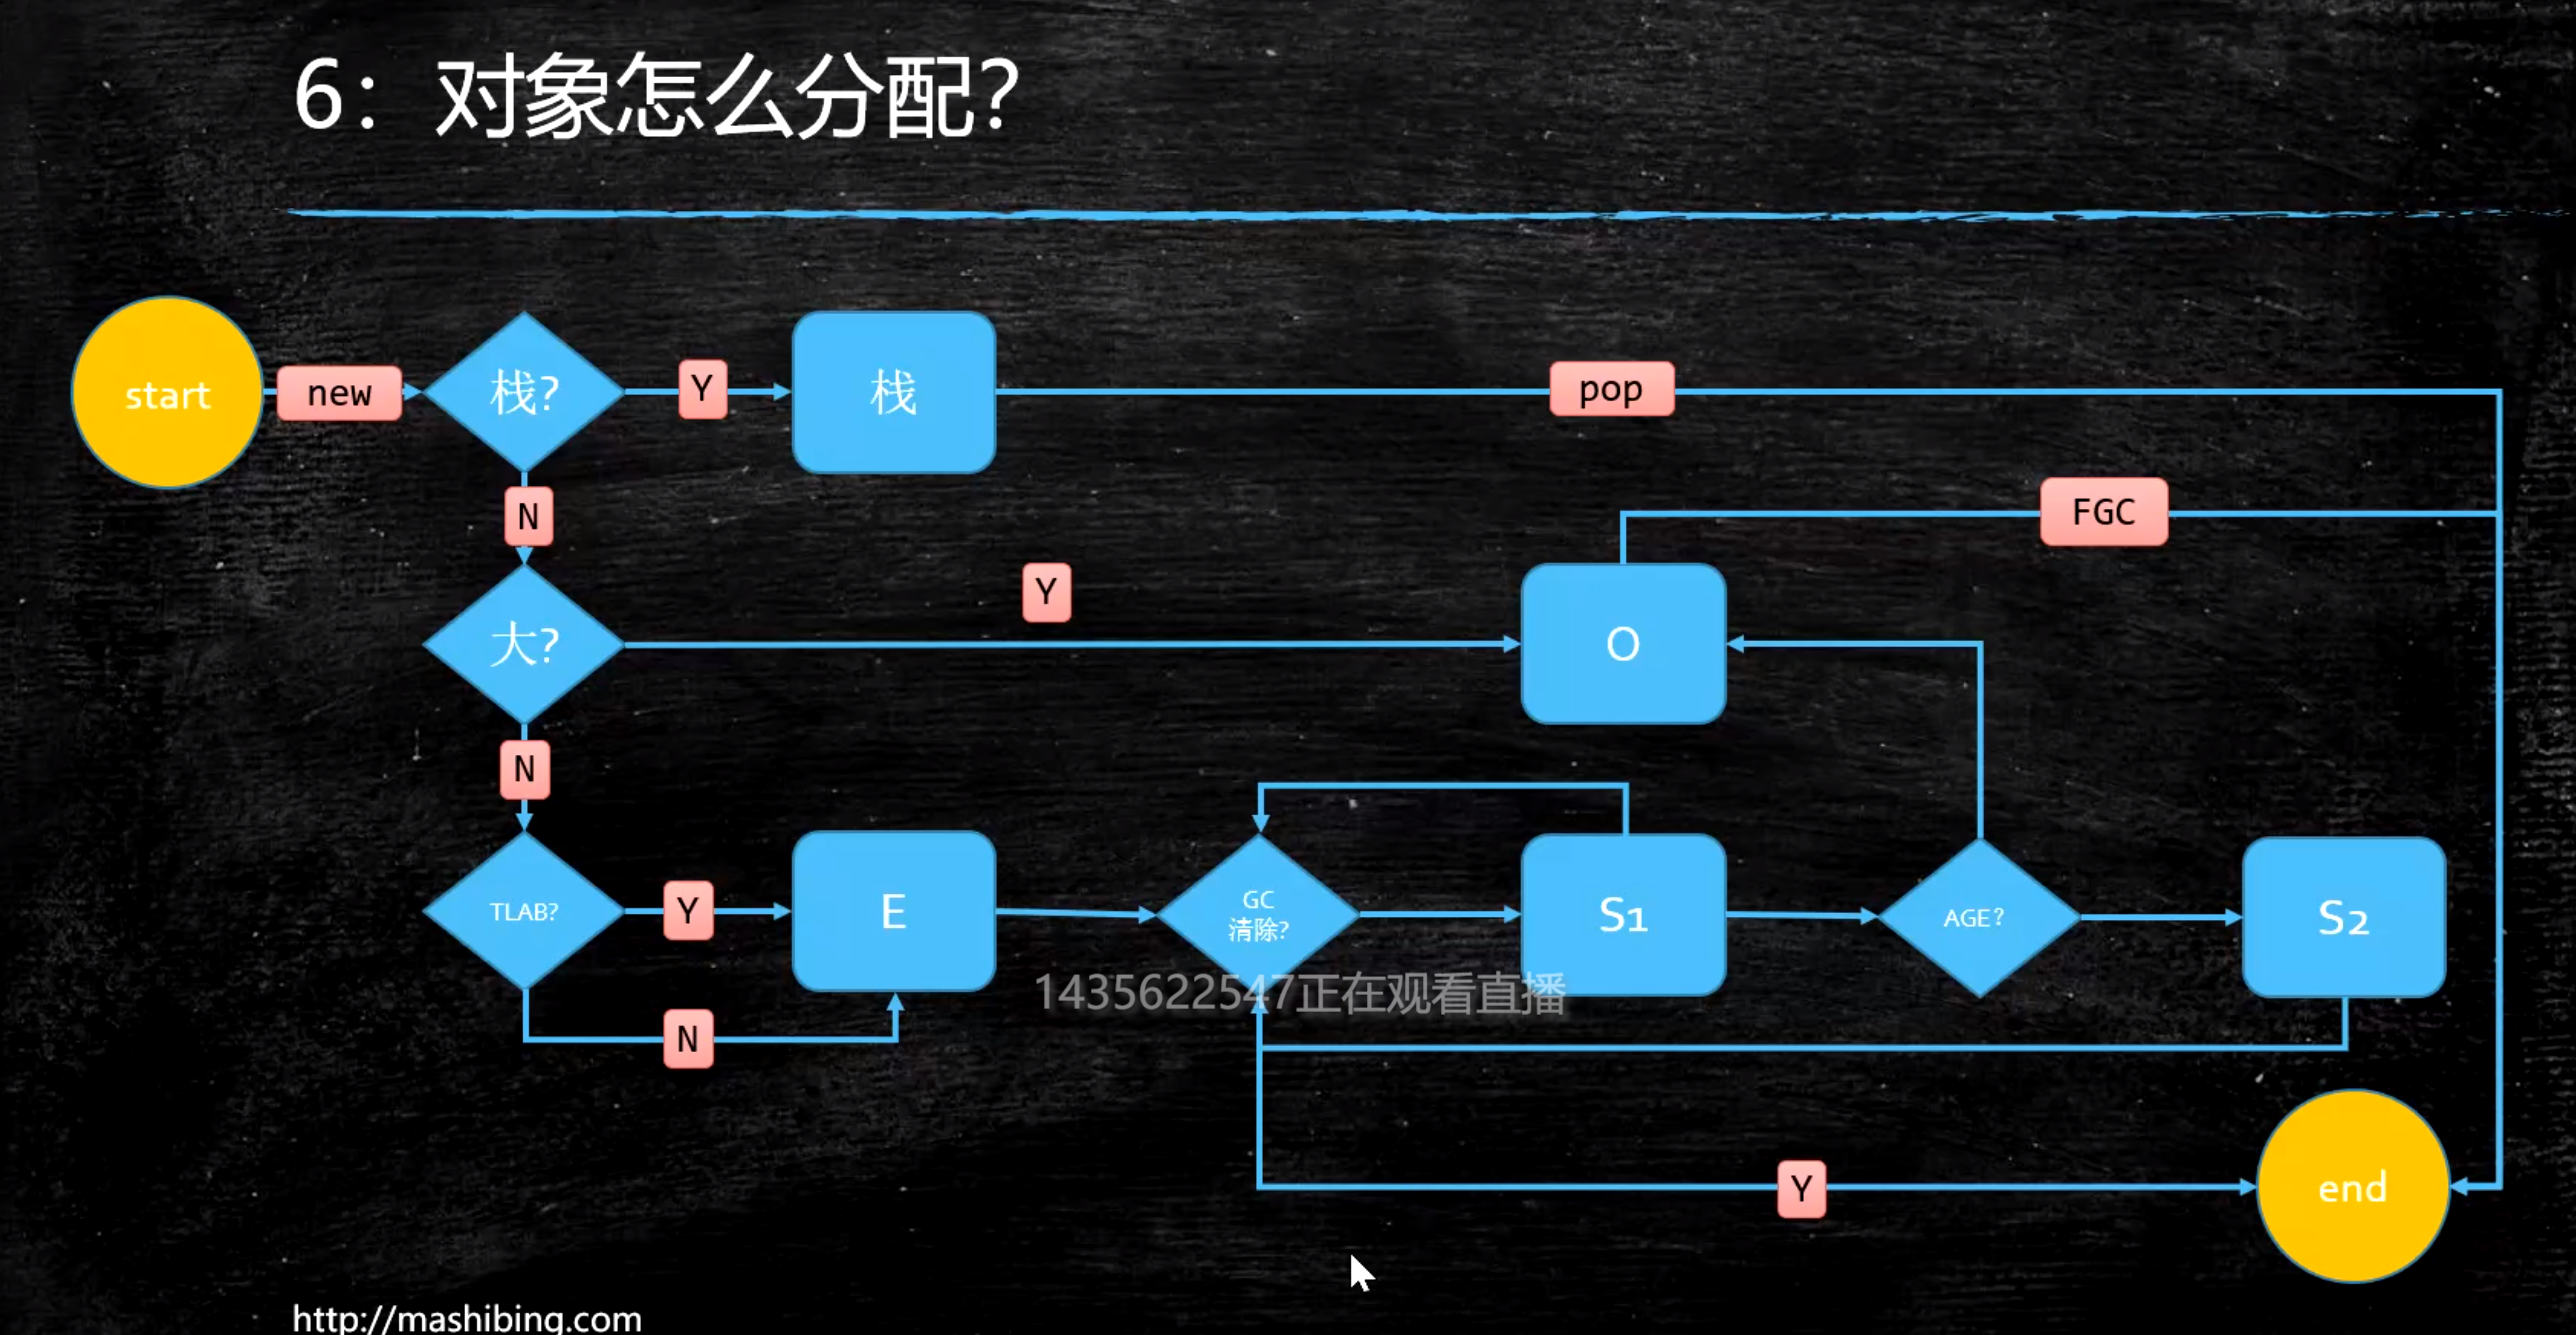 6：对象怎么分配？
start
new
栈?
Y
栈
pop
N
FGC
Y
大?
O
N
TLAB?
Y
E
GC
清除?
S1
AGE?
S2
1435622547正在观看直播
N
Y
end
http://mashibing.com